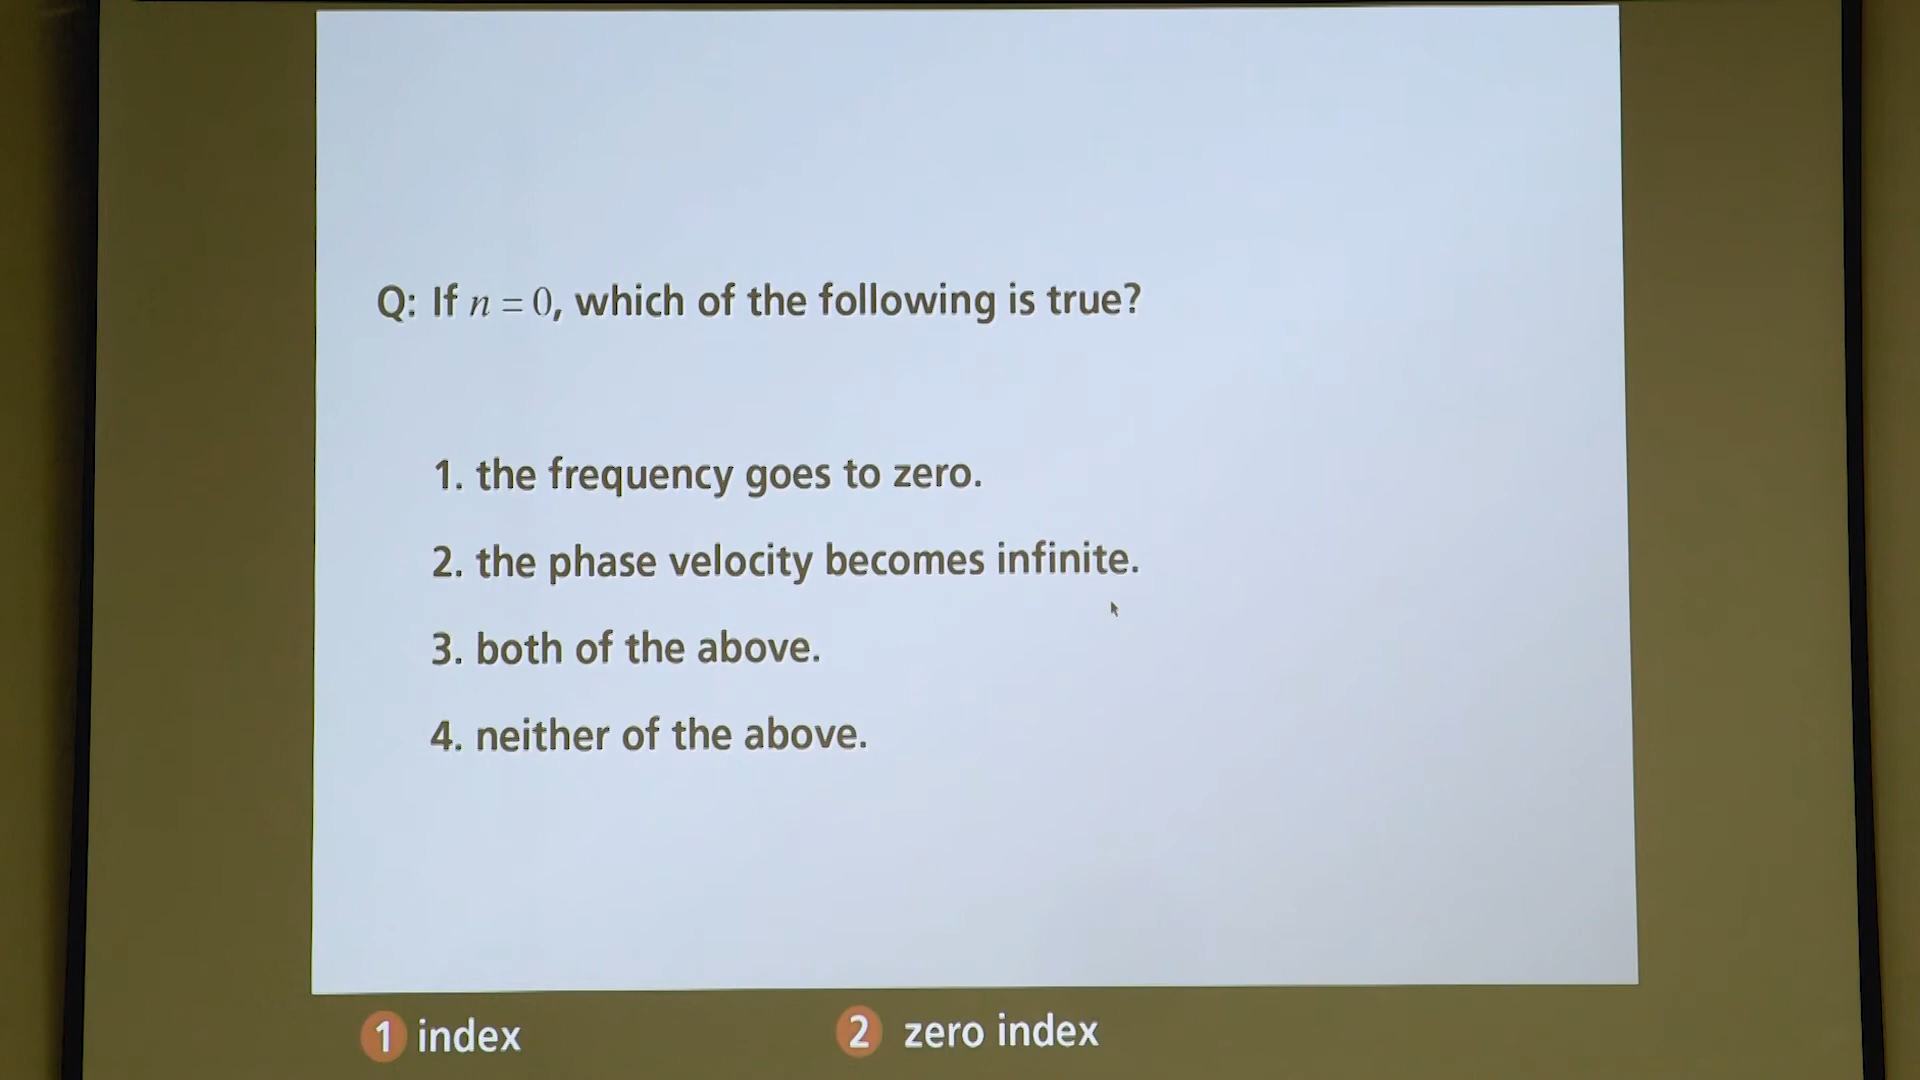 Q: If n = 0, which of the following is true?
1. the frequency goes to zero.
2. the phase velocity becomes infinite.
3. both of the above.
4. neither of the above.
1 index
2 zero index